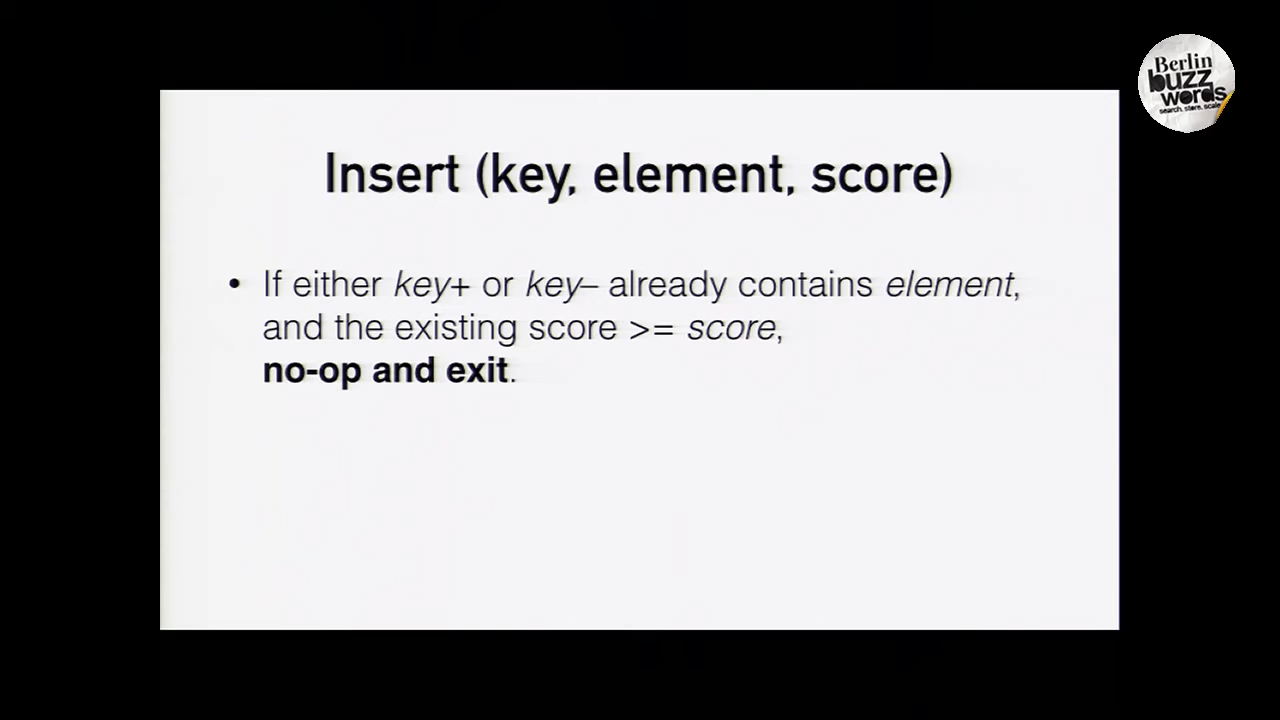 Berlin
buzz
words
search. store. scale
Insert (key, element, score)
• If either key+ or key– already contains element,
and the existing score >= score,
no-op and exit.